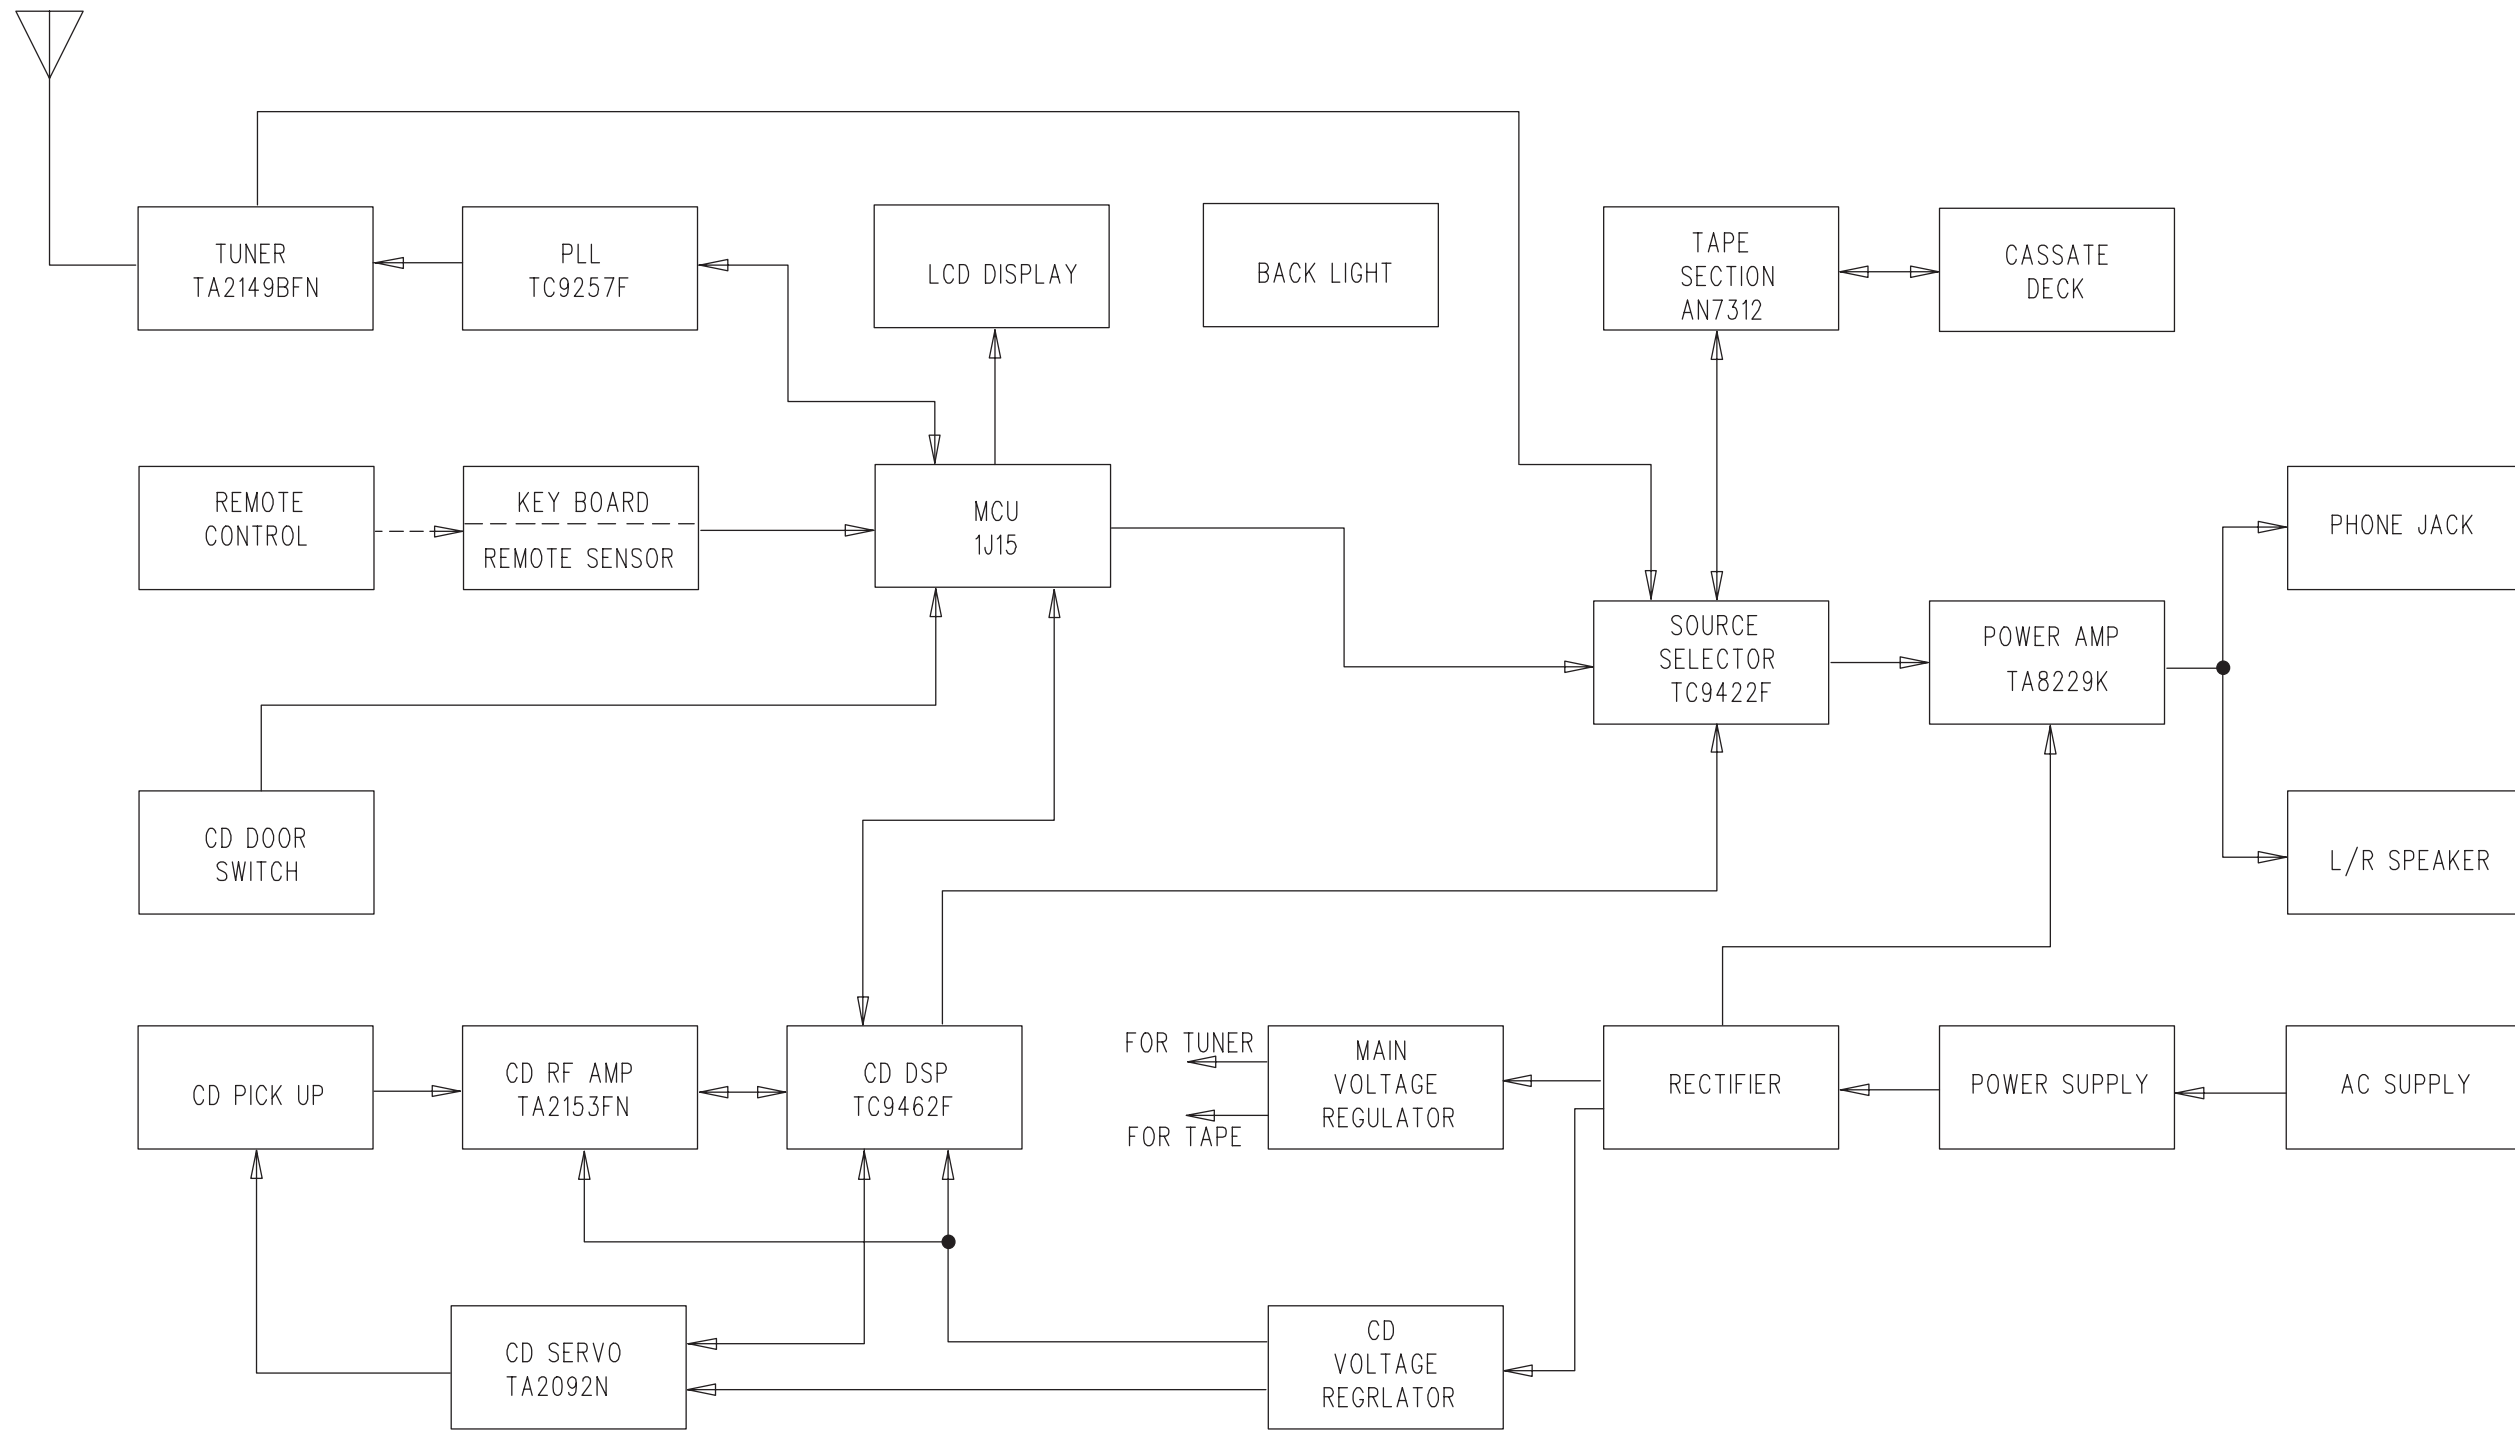 TUNER
TA2149BFN
PLL
TC9257F
LCD DISPLAY
BACK LIGHT
TAPE
SECTION
AN7312
CASSATE
DECK
REMOTE
CONTROL
KEY BOARD
REMOTE SENSOR
MCU
1J15
PHONE JACK
SOURCE
SELECTOR
TC9422F
POWER AMP
TA8229K
CD DOOR
SWITCH
L/R SPEAKER
CD PICK UP
CD RF AMP
TA2153FN
CD DSP
TC9462F
FOR TUNER
FOR TAPE
MAIN
VOLTAGE
REGULATOR
RECTIFIER
POWER SUPPLY
AC SUPPLY
CD SERVO
TA2092N
CD
VOLTAGE
REGRLATOR